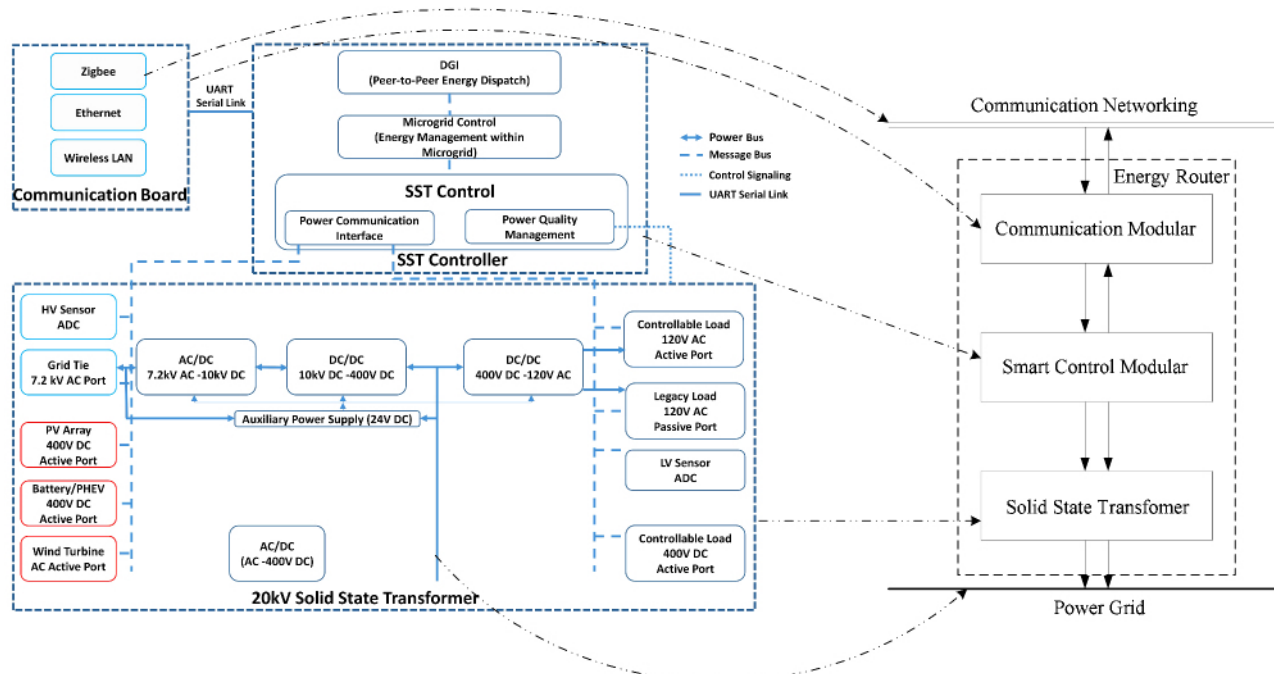 Zigbee
Ethernet
Wireless LAN
Communication Board
UART
Serial Link
DGI
(Peer-to-Peer Energy Dispatch)
Microgrid Control
(Energy Management within
Microgrid)
SST Control
Power Communication
Interface
Power Quality
Management
SST Controller
Power Bus
Message Bus
Control Signaling
UART Serial Link
HV Sensor
ADC
Grid Tie
7.2 kV AC Port
PV Array
400V DC
Active Port
Battery/PHEV
400V DC
Active Port
Wind Turbine
AC Active Port
AC/DC
7.2kV AC -10kV DC
DC/DC
10kV DC -400V DC
DC/DC
400V DC -120V AC
Auxiliary Power Supply (24V DC)
AC/DC
(AC -400V DC)
Controllable Load
120V AC
Active Port
Legacy Load
120V AC
Passive Port
LV Sensor
ADC
Controllable Load
400V DC
Active Port
20kV Solid State Transformer
Communication Networking
Energy Router
Communication Modular
Smart Control Modular
Solid State Transfomer
Power Grid